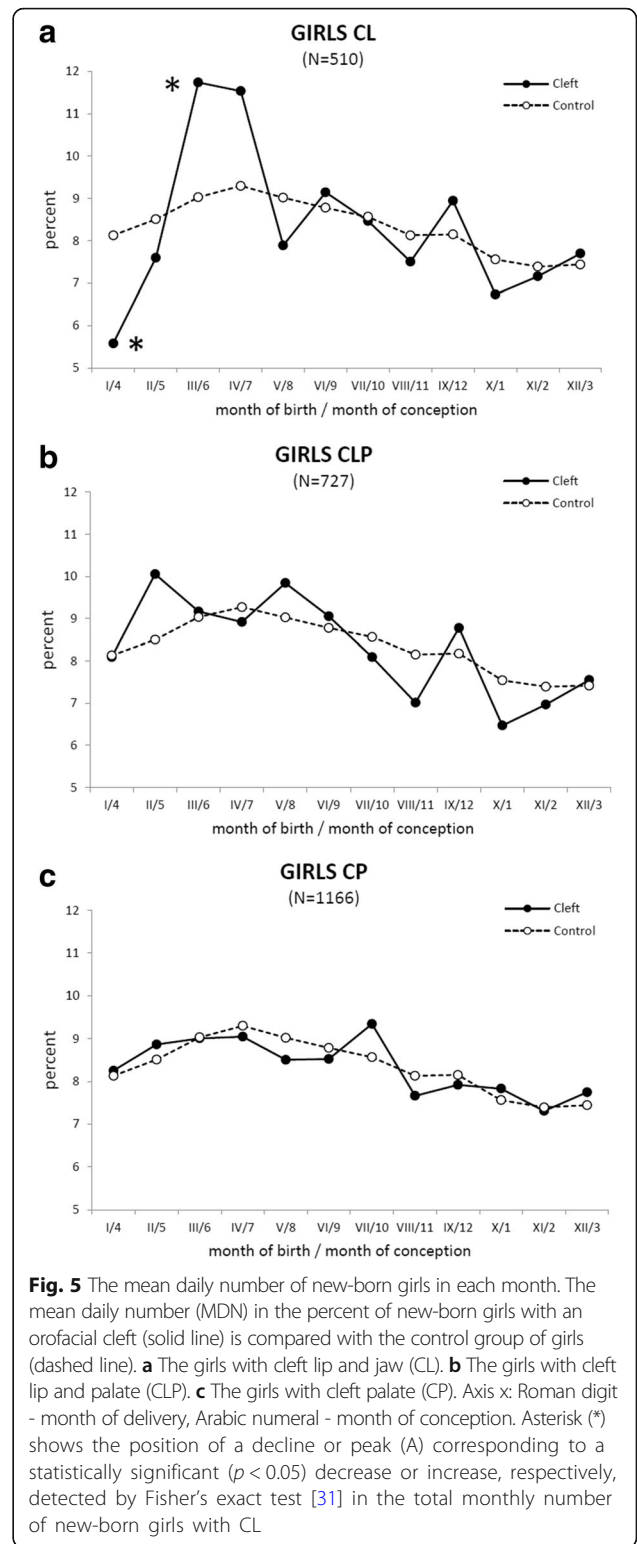 a
GIRLS CL
(N=510)
12
11
10
9
8
7
6
5
percent
*
*
Cleft
Control
I/4 II/5 III/6 IV/7 V/8 VI/9 VII/10 VIII/11 IX/12 X/1 XI/2 XII/3
month of birth / month of conception
b
GIRLS CLP
(N=727)
12
11
10
9
8
7
6
5
percent
Cleft
Control
I/4 II/5 III/6 IV/7 V/8 VI/9 VII/10 VIII/11 IX/12 X/1 XI/2 XII/3
month of birth / month of conception
c
GIRLS CP
(N=1166)
12
11
10
9
8
7
6
5
percent
Cleft
Control
I/4 II/5 III/6 IV/7 V/8 VI/9 VII/10 VIII/11 IX/12 X/1 XI/2 XII/3
month of birth / month of conception
Fig. 5 The mean daily number of new-born girls in each month. The
mean daily number (MDN) in the percent of new-born girls with an
orofacial cleft (solid line) is compared with the control group of girls
(dashed line). a The girls with cleft lip and jaw (CL). b The girls with cleft
lip and palate (CLP). c The girls with cleft palate (CP). Axis x: Roman digit
- month of delivery, Arabic numeral - month of conception. Asterisk (*)
shows the position of a decline or peak (A) corresponding to a
statistically significant (p < 0.05) decrease or increase, respectively,
detected by Fisher's exact test [31] in the total monthly number
of new-born girls with CL